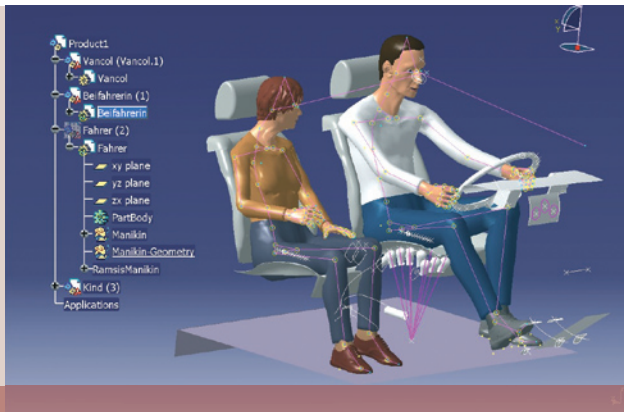 Product1
Vancol (Vancol.1)
Vancol
Beifahrerin (1)
Beifahrerin
Fahrer (2)
Fahrer
xy plane
yz plane
zx plane
PartBody
Manikin
Manikin-Geometry
RamsisManikin
Kind (3)
Applications